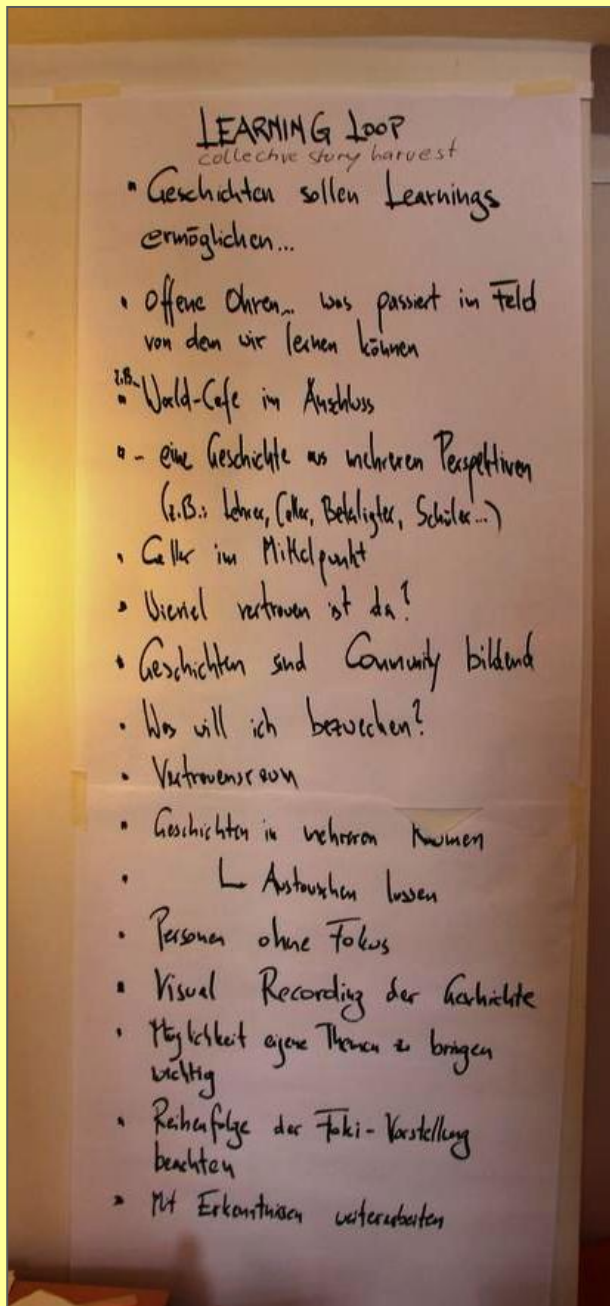 LEARNING LOOP
collective story harvest
• Geschichten sollen Learnings
ermöglichen...
• Offene Ohren... was passiert im Feld
von dem wir lernen können
z.B.
• World-Cafe im Anschluss
• - eine Geschichte aus mehreren Perspektiven
(z.B.: Lehrer, Caller, Beteiligter, Schüler...)
• Caller im Mittelpunkt
• Wieviel vertrauen ist da?
• Geschichten sind Community bildend
• Was will ich bezwecken?
• Vertrauensraum
• Geschichten in mehreren Räumen
• ↳ Austauschen lassen
• Personen ohne Fokus
• Visual Recording der Geschichte
• Möglichkeit eigene Themen zu bringen
wichtig
• Reihenfolge der Foki-Vorstellung
beachten
• Mit Erkenntnissen weiterarbeiten